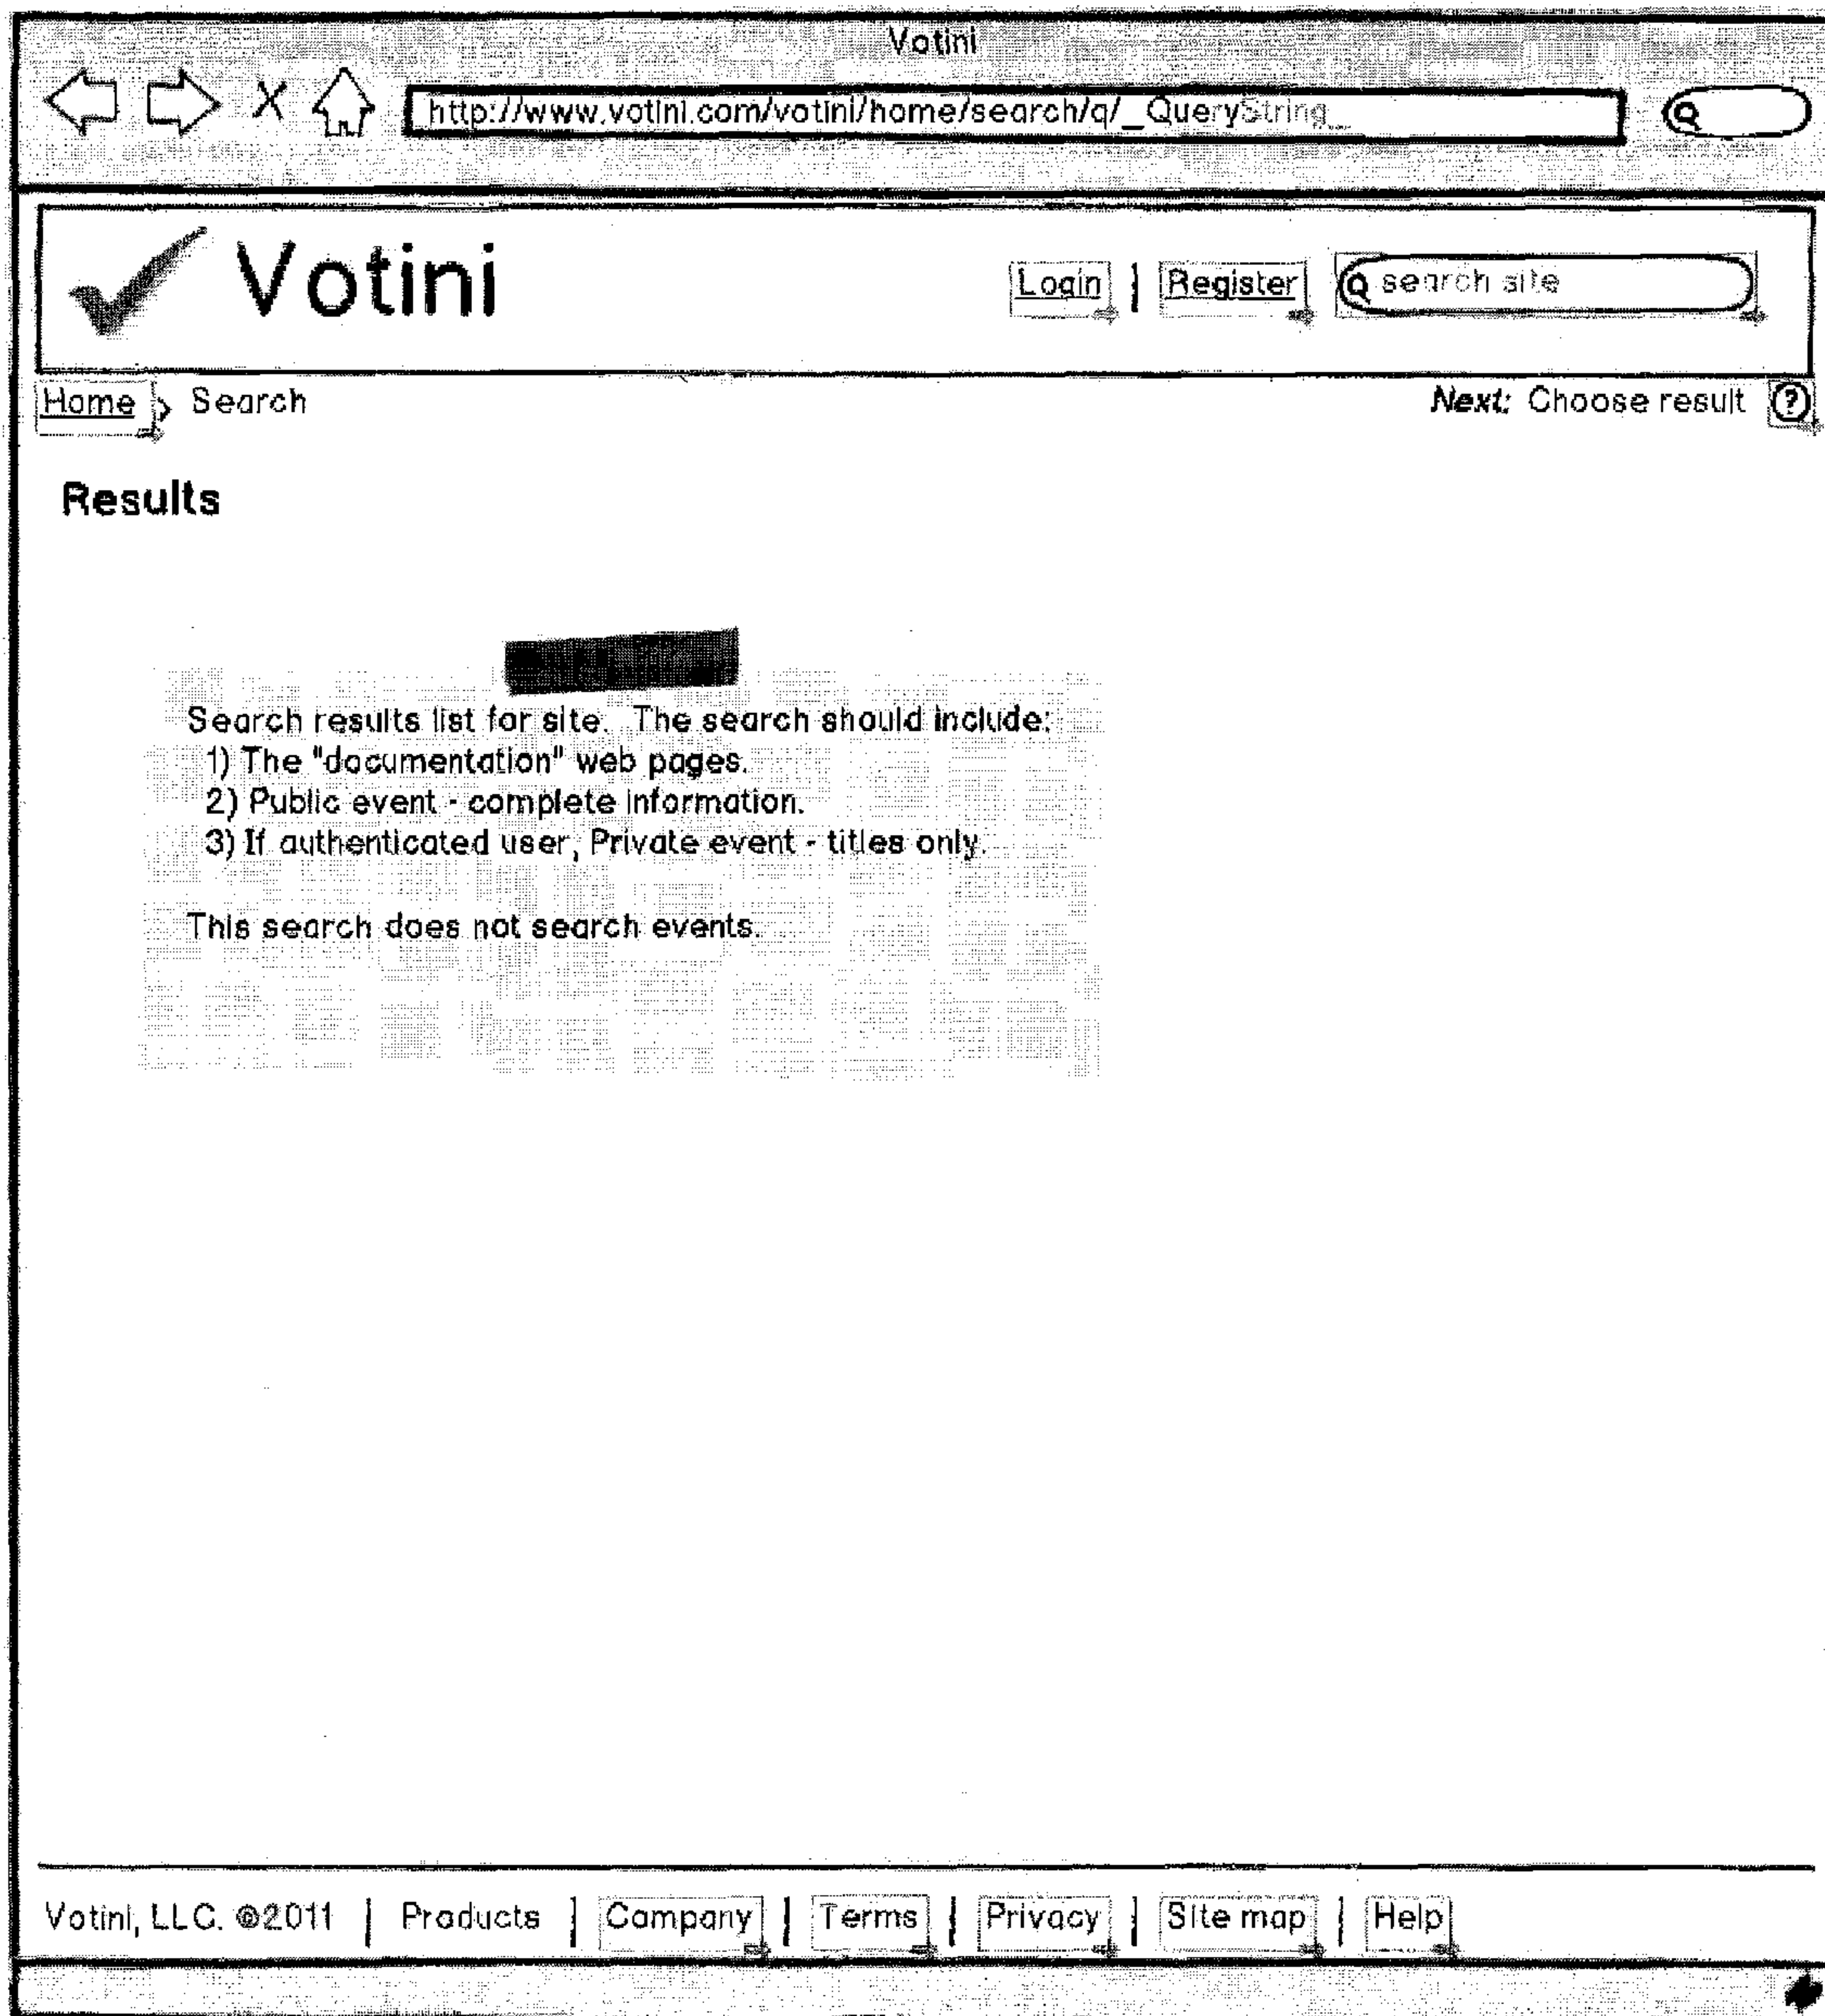 Votini
http://www.votini.com/votini/home/search/q/_QueryString_
Votini
Login | Register search site
Home > Search Next: Choose result ?
Results
Search results list for site. The search should include:
1) The "documentation" web pages.
2) Public event - complete information.
3) If authenticated user, Private event - titles only.
This search does not search events.
Votini, LLC. ©2011 | Products | Company | Terms | Privacy | Site map | Help